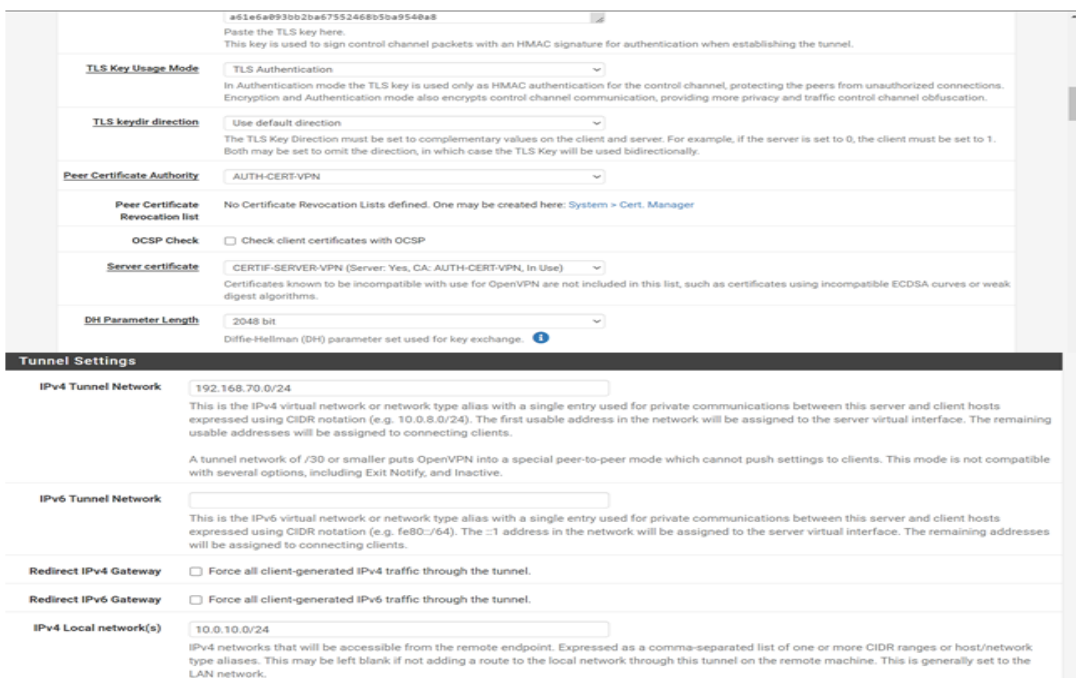 a61e6a093bb2ba67552468b5ba9540a8
Paste the TLS key here.
This key is used to sign control channel packets with an HMAC signature for authentication when establishing the tunnel.
TLS Key Usage Mode
TLS Authentication
In Authentication mode the TLS key is used only as HMAC authentication for the control channel, protecting the peers from unauthorized connections.
Encryption and Authentication mode also encrypts control channel communication, providing more privacy and traffic control channel obfuscation.
TLS keydir direction
Use default direction
The TLS Key Direction must be set to complementary values on the client and server. For example, if the server is set to 0, the client must be set to 1.
Both may be set to omit the direction, in which case the TLS Key will be used bidirectionally.
Peer Certificate Authority
AUTH-CERT-VPN
Peer Certificate
Revocation list
No Certificate Revocation Lists defined. One may be created here: System > Cert. Manager
OCSP Check
Check client certificates with OCSP
Server certificate
CERTIF-SERVER-VPN (Server: Yes, CA: AUTH-CERT-VPN, In Use)
Certificates known to be incompatible with use for OpenVPN are not included in this list, such as certificates using incompatible ECDSA curves or weak
digest algorithms.
DH Parameter Length
2048 bit
Diffie-Hellman (DH) parameter set used for key exchange.
Tunnel Settings
IPv4 Tunnel Network
192.168.70.0/24
This is the IPv4 virtual network or network type alias with a single entry used for private communications between this server and client hosts
expressed using CIDR notation (e.g. 10.0.8.0/24). The first usable address in the network will be assigned to the server virtual interface. The remaining
usable addresses will be assigned to connecting clients.
A tunnel network of /30 or smaller puts OpenVPN into a special peer-to-peer mode which cannot push settings to clients. This mode is not compatible
with several options, including Exit Notify, and Inactive.
IPv6 Tunnel Network
This is the IPv6 virtual network or network type alias with a single entry used for private communications between this server and client hosts
expressed using CIDR notation (e.g. fe80::/64). The ::1 address in the network will be assigned to the server virtual interface. The remaining addresses
will be assigned to connecting clients.
Redirect IPv4 Gateway
Force all client-generated IPv4 traffic through the tunnel.
Redirect IPv6 Gateway
Force all client-generated IPv6 traffic through the tunnel.
IPv4 Local network(s)
10.0.10.0/24
IPv4 networks that will be accessible from the remote endpoint. Expressed as a comma-separated list of one or more CIDR ranges or host/network
type aliases. This may be left blank if not adding a route to the local network through this tunnel on the remote machine. This is generally set to the
LAN network.